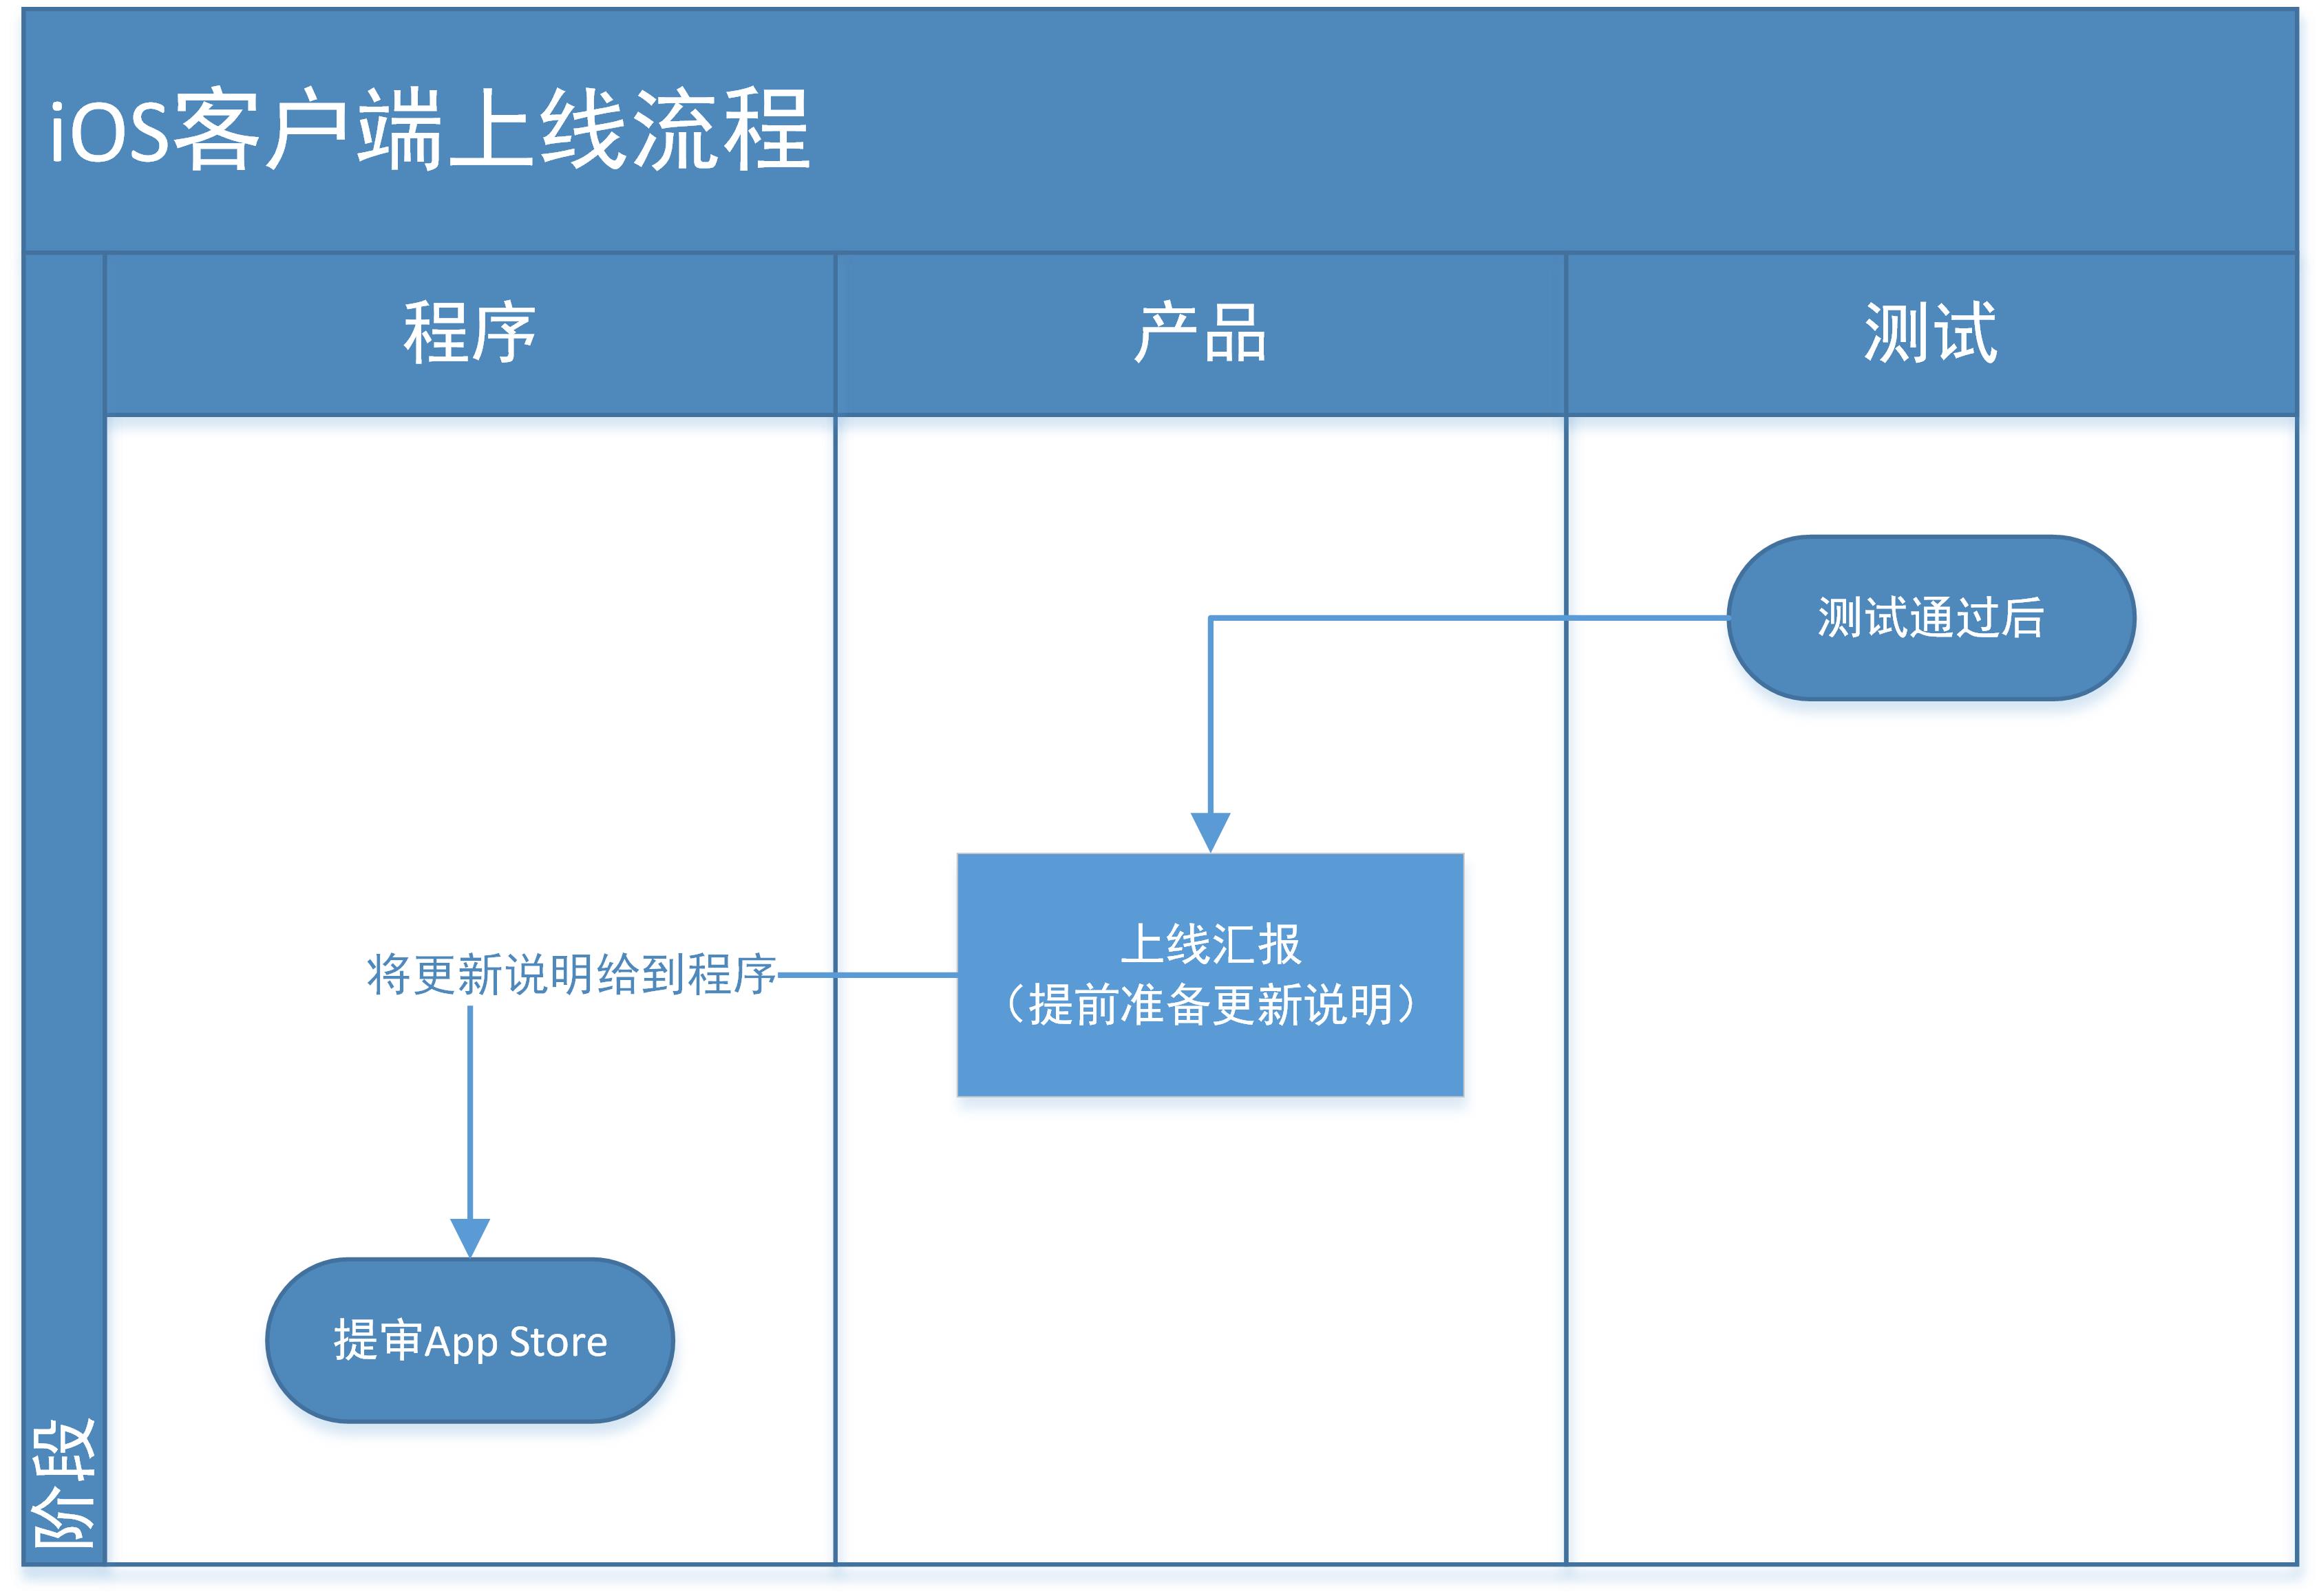 iOS客户端上线流程
程序
产品
测试
测试通过后
上线汇报
（提前准备更新说明）
将更新说明给到程序
提审App Store
阶段